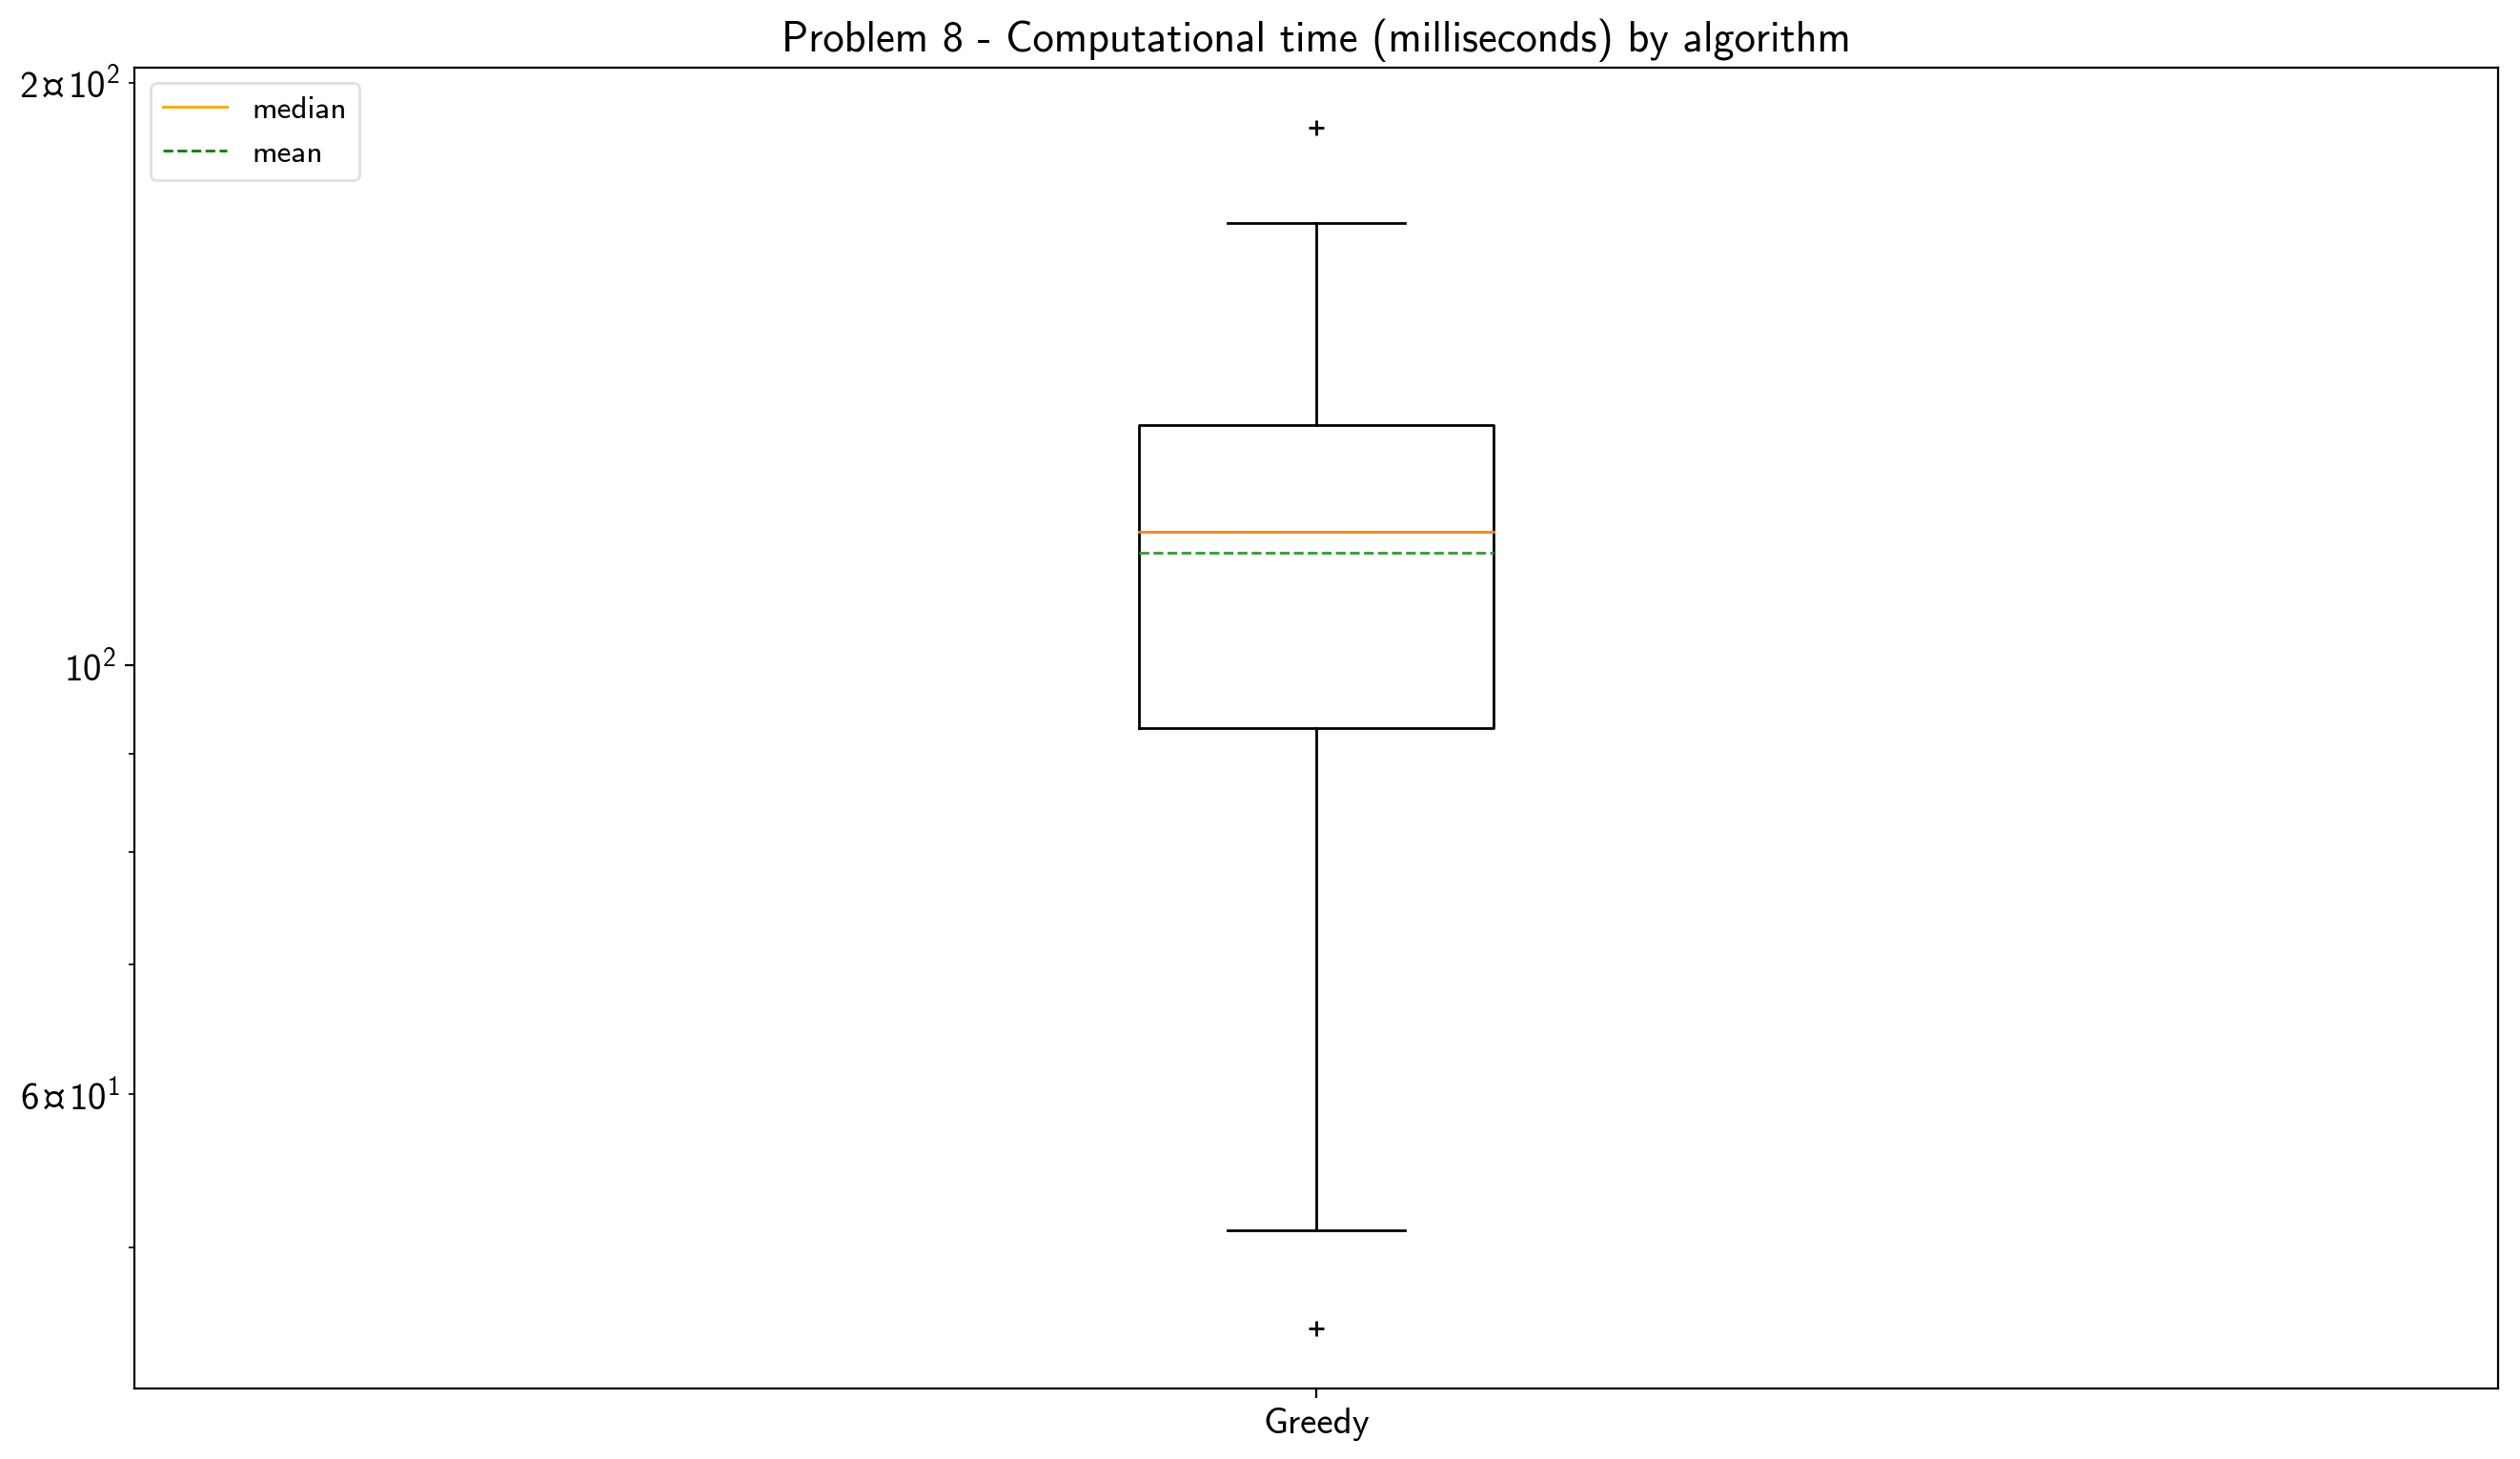 Problem 8 - Computational time (milliseconds) by algorithm
2¤10²
median
mean
10²
6¤10¹
Greedy